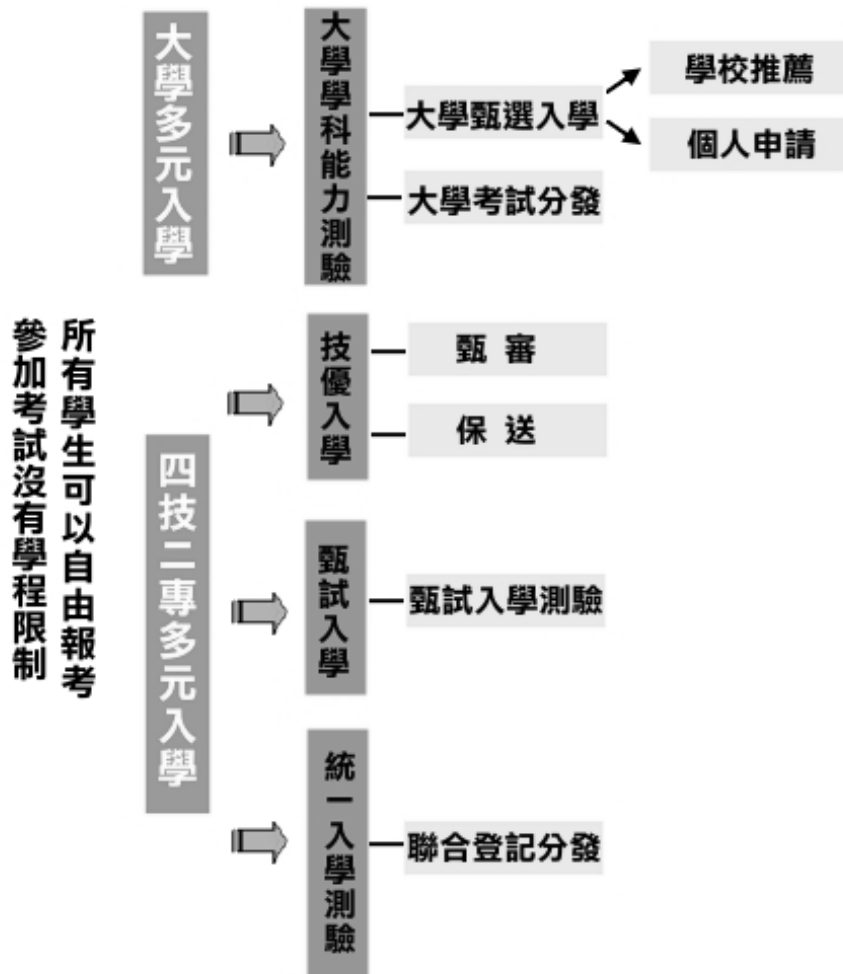 所有學生可以自由報考
參加考試沒有學程限制
大學多元入學
大學學科能力測驗
大學甄選入學
學校推薦
個人申請
大學考試分發
四技二專多元入學
技優入學
甄審
保送
甄試入學
甄試入學測驗
統一入學測驗
聯合登記分發